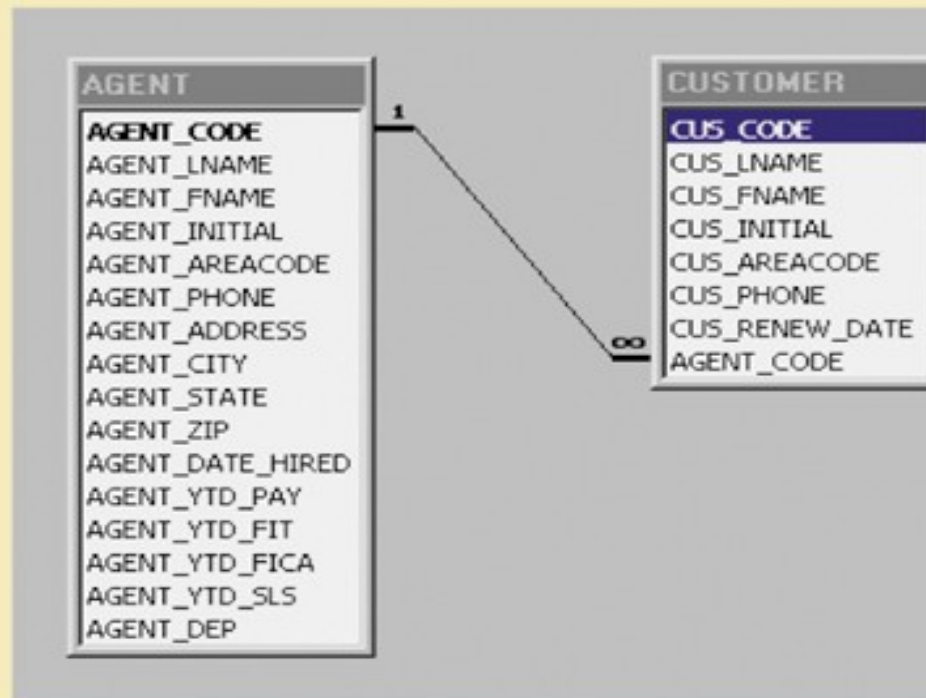 AGENT
AGENT_CODE
AGENT_LNAME
AGENT_FNAME
AGENT_INITIAL
AGENT_AREACODE
AGENT_PHONE
AGENT_ADDRESS
AGENT_CITY
AGENT_STATE
AGENT_ZIP
AGENT_DATE_HIRED
AGENT_YTD_PAY
AGENT_YTD_FIT
AGENT_YTD_FICA
AGENT_YTD_SLS
AGENT_DEP
1
∞
CUSTOMER
CUS_CODE
CUS_LNAME
CUS_FNAME
CUS_INITIAL
CUS_AREACODE
CUS_PHONE
CUS_RENEW_DATE
AGENT_CODE